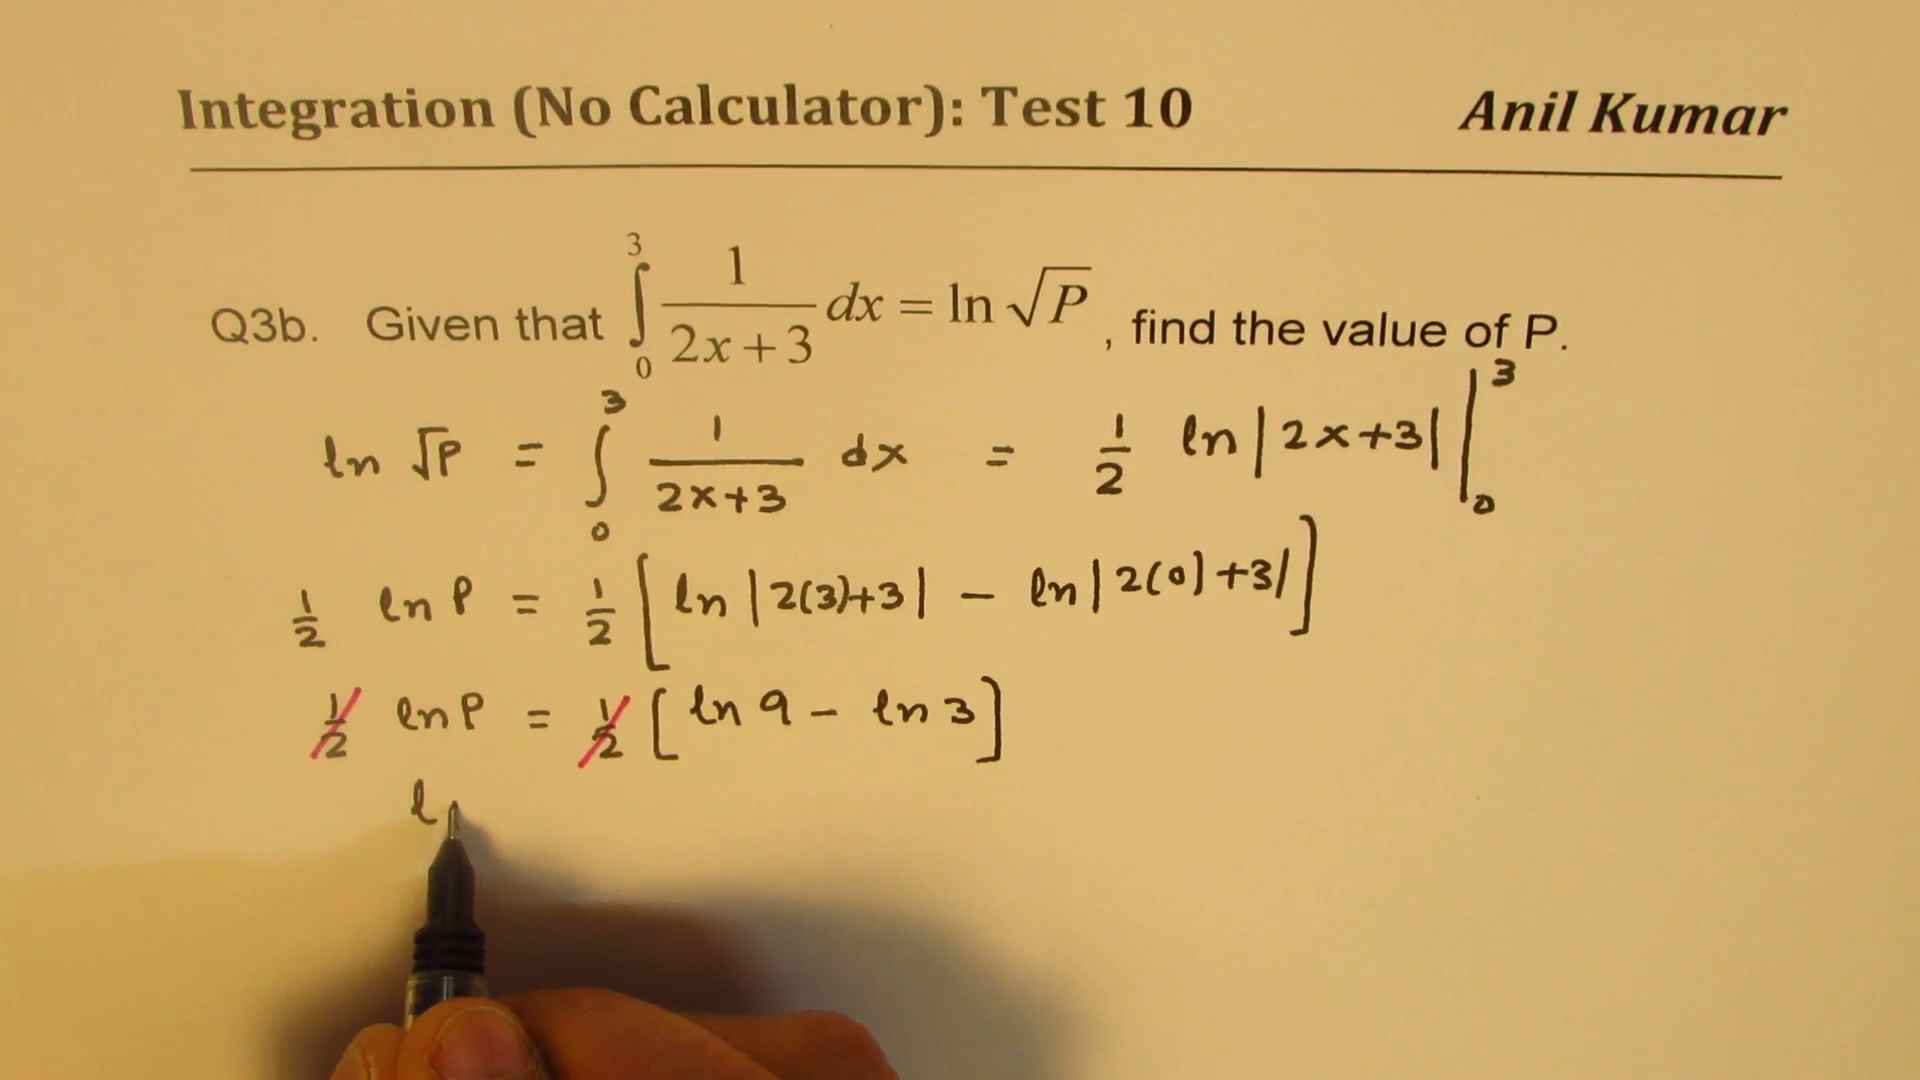 Integration (No Calculator): Test 10 Anil Kumar
Q3b. Given that ∫₀³ 1/(2x+3) dx = ln √P , find the value of P.
ln √P = ∫₀³ 1/(2x+3) dx = 1/2 ln|2x+3| |₀³
1/2 ln P = 1/2 [ln|2(3)+3| − ln|2(0)+3|]
1/2 ln P = 1/2 [ln 9 − ln 3]